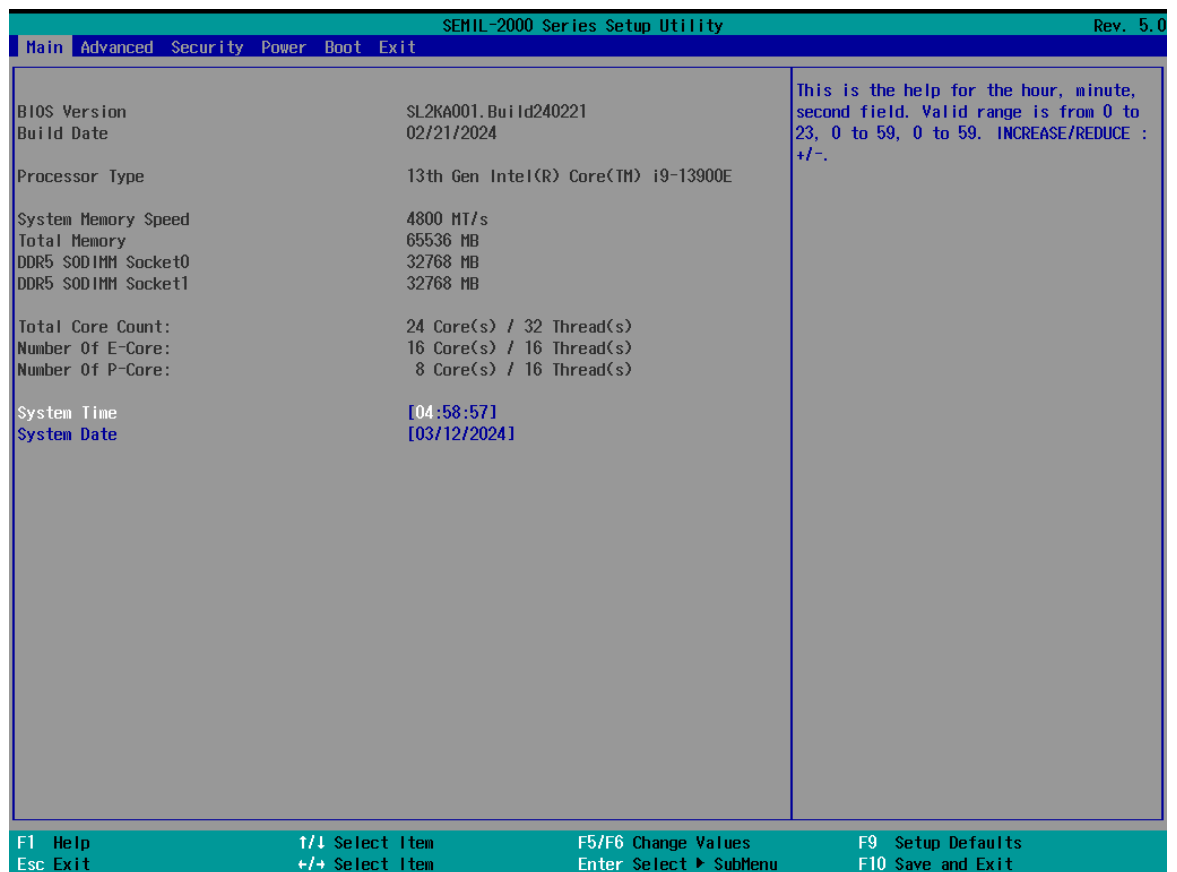 SEMIL-2000 Series Setup Utility Rev. 5.0
Main Advanced Security Power Boot Exit
BIOS Version SL2KA001.Build240221
Build Date 02/21/2024
Processor Type 13th Gen Intel(R) Core(TM) i9-13900E
System Memory Speed 4800 MT/s
Total Memory 65536 MB
DDR5 SODIMM Socket0 32768 MB
DDR5 SODIMM Socket1 32768 MB
Total Core Count: 24 Core(s) / 32 Thread(s)
Number Of E-Core: 16 Core(s) / 16 Thread(s)
Number Of P-Core: 8 Core(s) / 16 Thread(s)
System Time [04:58:57]
System Date [03/12/2024]
This is the help for the hour, minute,
second field. Valid range is from 0 to
23, 0 to 59, 0 to 59. INCREASE/REDUCE :
+/-.
F1 Help ↑/↓ Select Item F5/F6 Change Values F9 Setup Defaults
Esc Exit ←/→ Select Item Enter Select ▶ SubMenu F10 Save and Exit